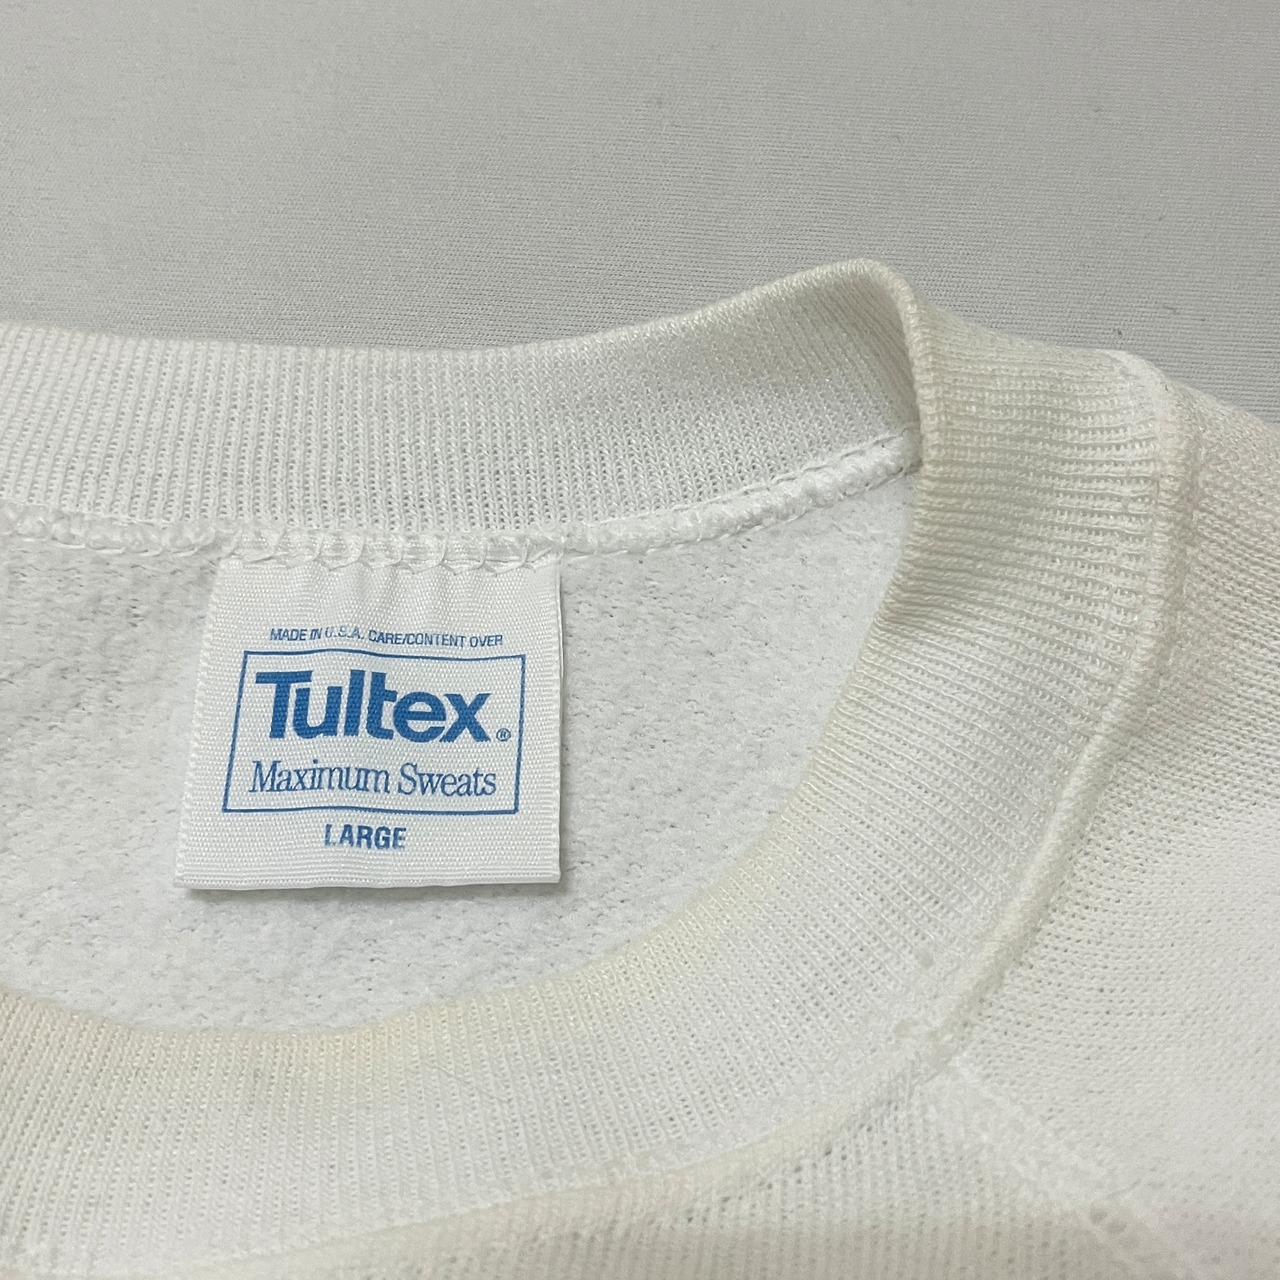 MADE IN U.S.A. CARE/CONTENT OVER
Tultex®
Maximum Sweats
LARGE